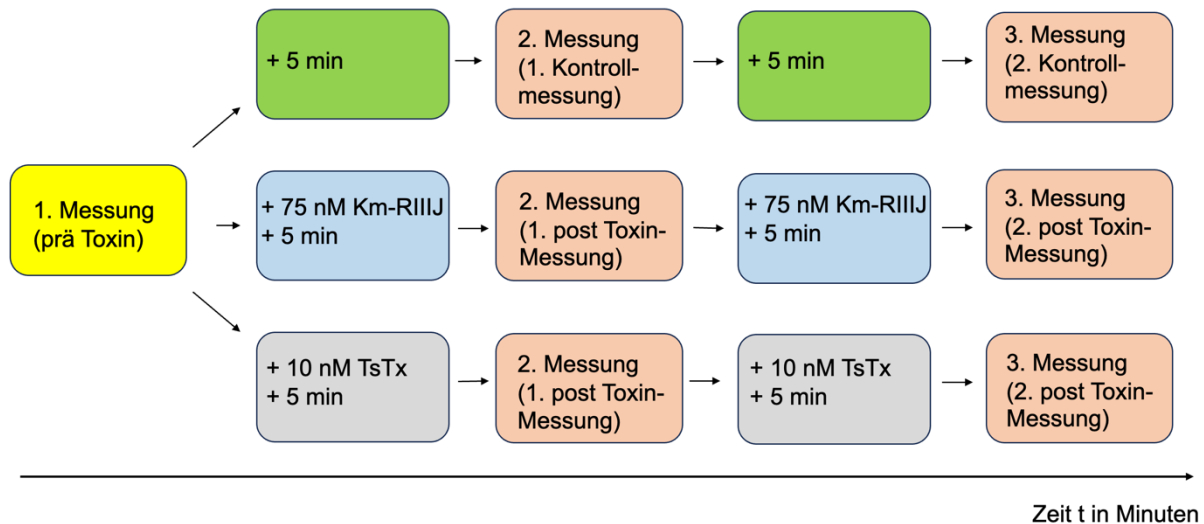 + 5 min
2. Messung
(1. Kontroll-
messung)
+ 5 min
3. Messung
(2. Kontroll-
messung)
1. Messung
(prä Toxin)
+ 75 nM Km-RIIIJ
+ 5 min
2. Messung
(1. post Toxin-
Messung)
+ 75 nM Km-RIIIJ
+ 5 min
3. Messung
(2. post Toxin-
Messung)
+ 10 nM TsTx
+ 5 min
2. Messung
(1. post Toxin-
Messung)
+ 10 nM TsTx
+ 5 min
3. Messung
(2. post Toxin-
Messung)
Zeit t in Minuten